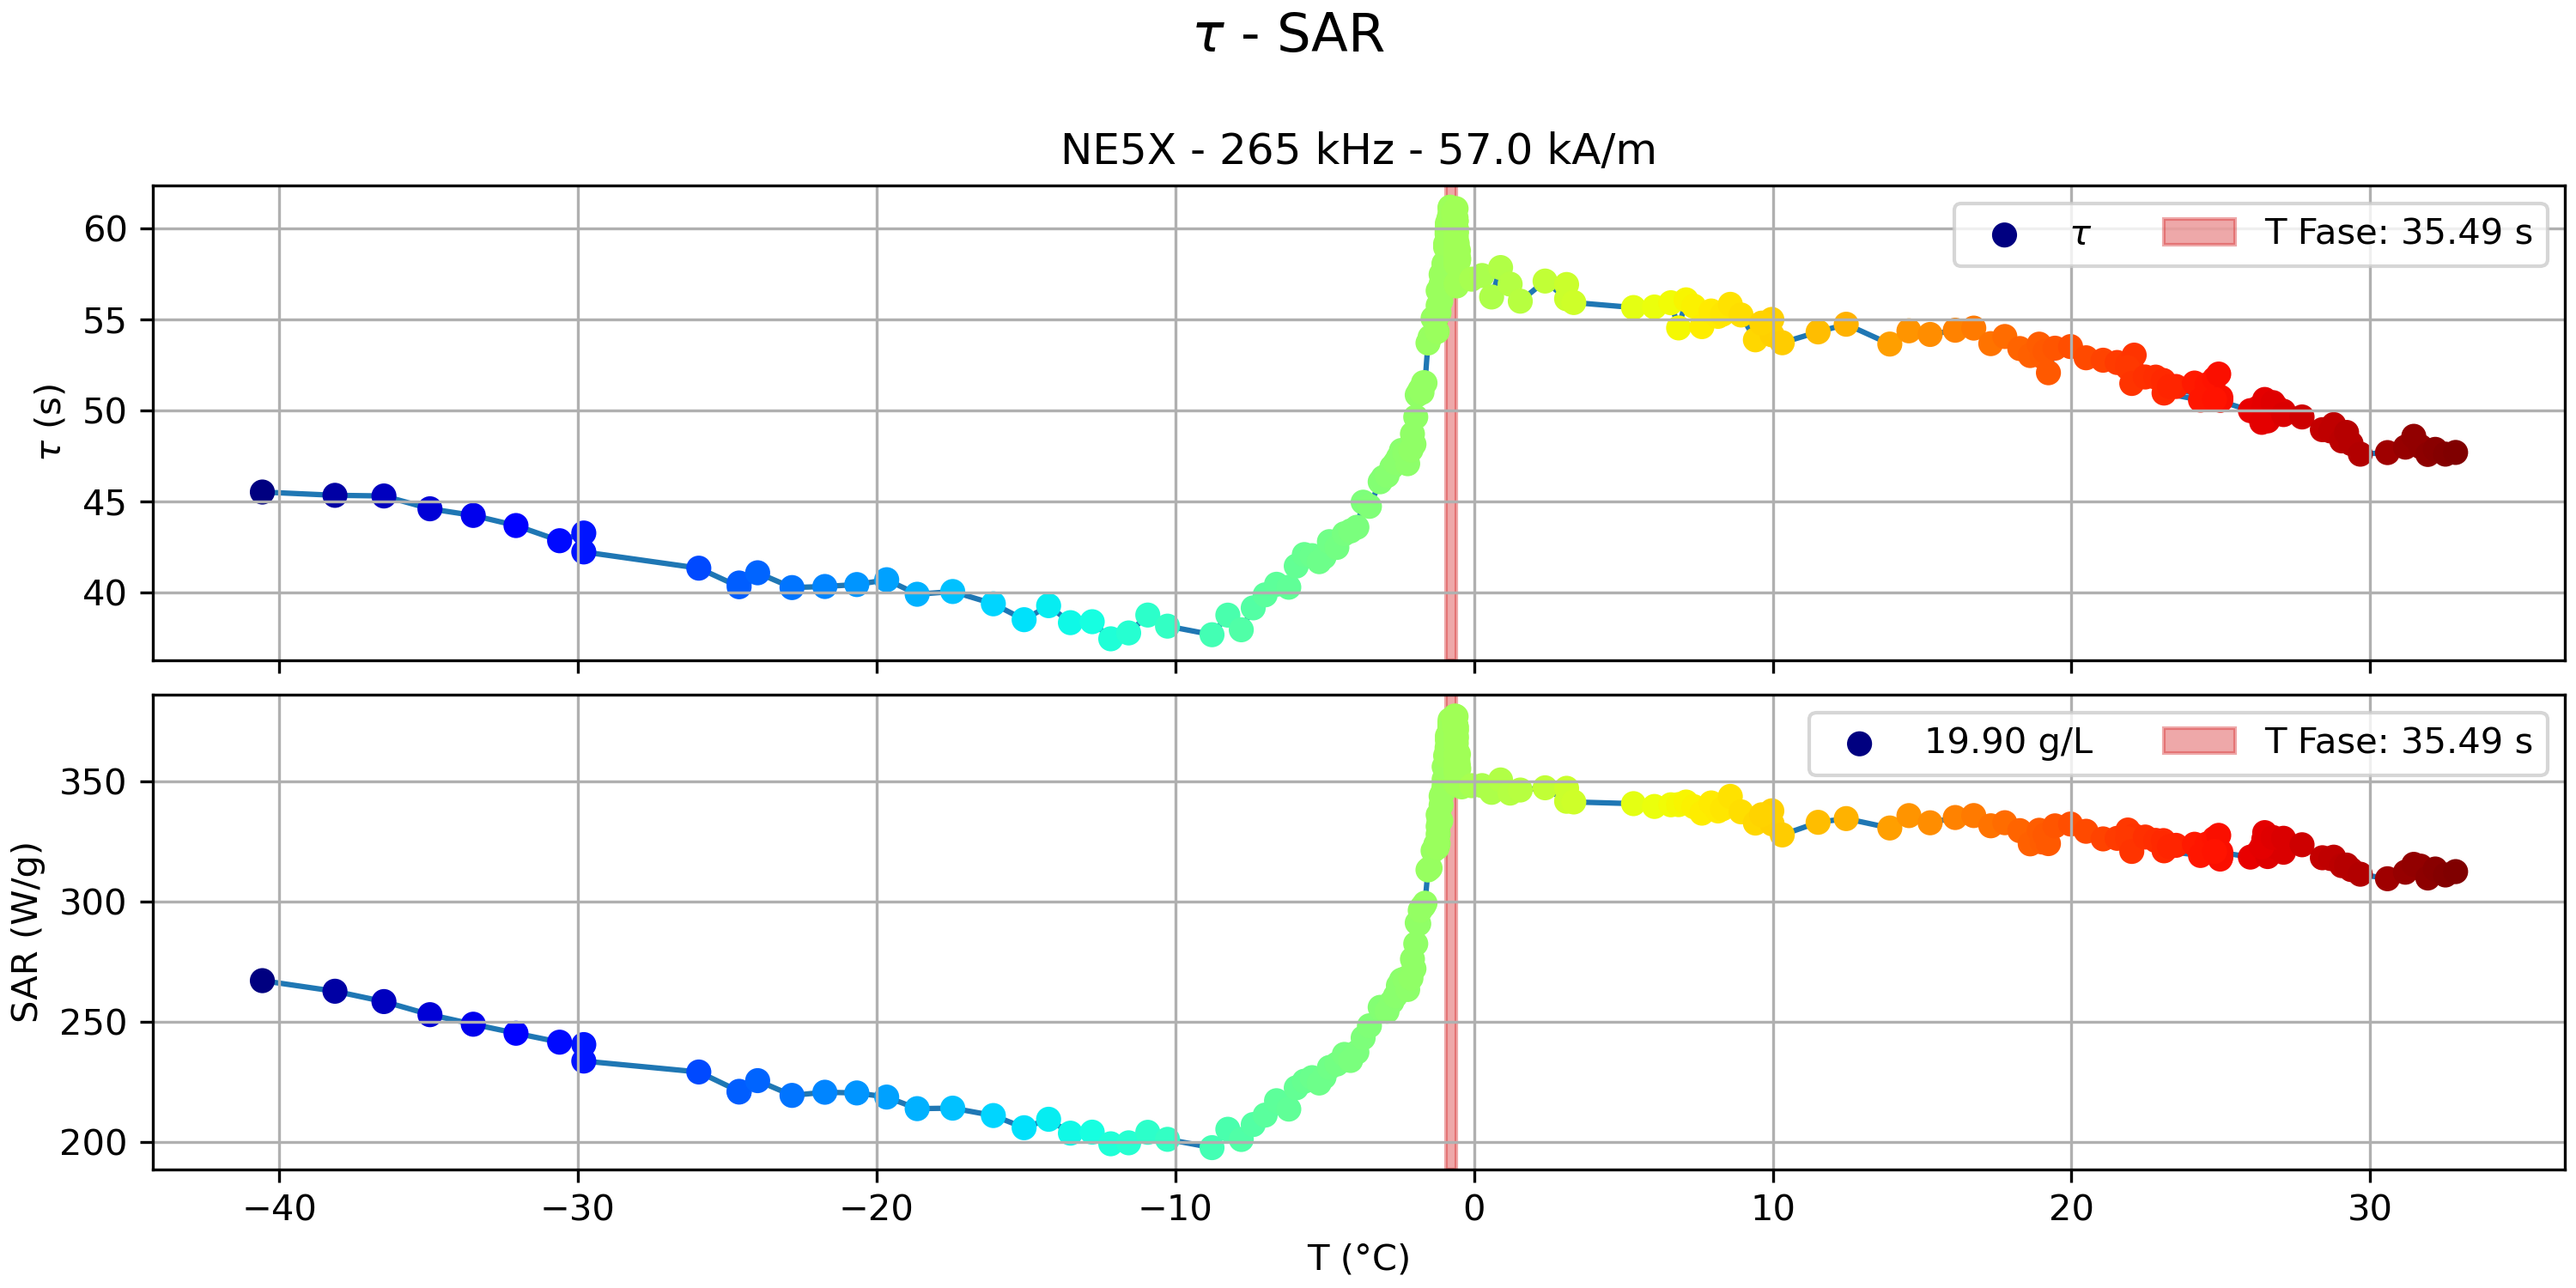 τ - SAR
NE5X - 265 kHz - 57.0 kA/m
τ (s)
60
55
50
45
40
τ
T Fase: 35.49 s
SAR (W/g)
350
300
250
200
19.90 g/L
T Fase: 35.49 s
−40 −30 −20 −10 0 10 20 30
T (°C)